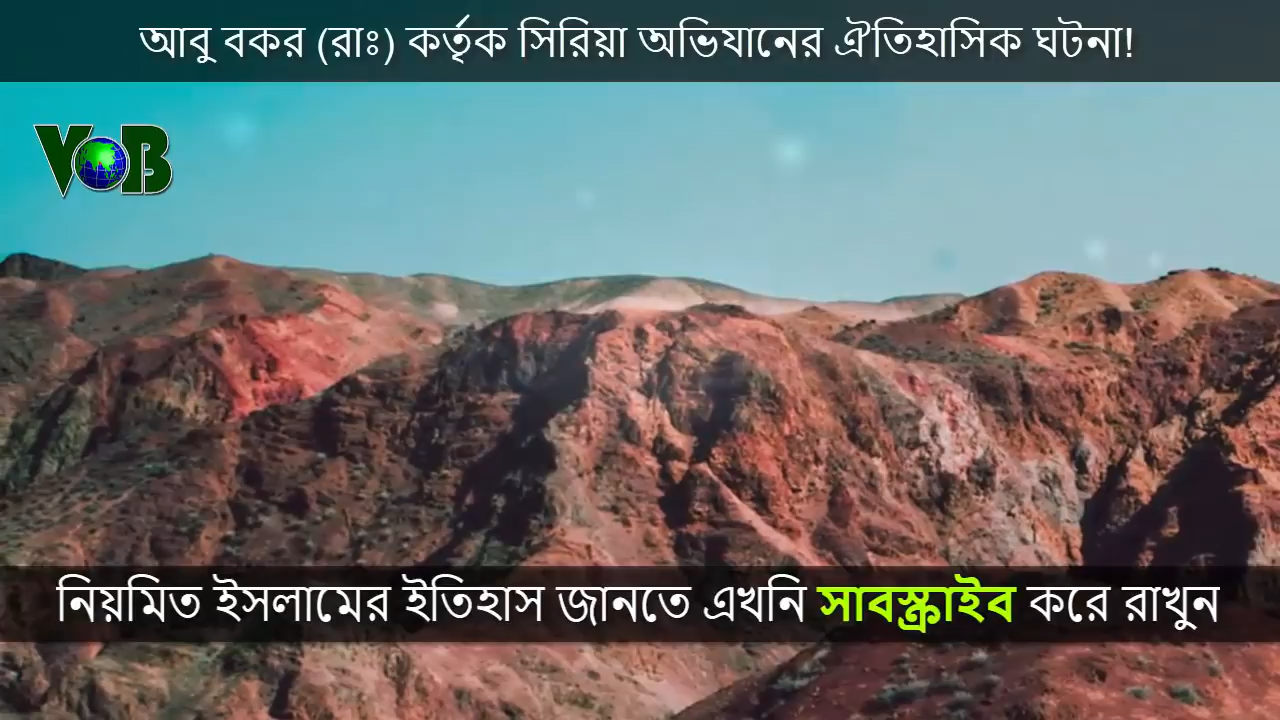 আবু বকর (রাঃ) কর্তৃক সিরিয়া অভিযানের ঐতিহাসিক ঘটনা!
VOB
নিয়মিত ইসলামের ইতিহাস জানতে এখনি সাবস্ক্রাইব করে রাখুন